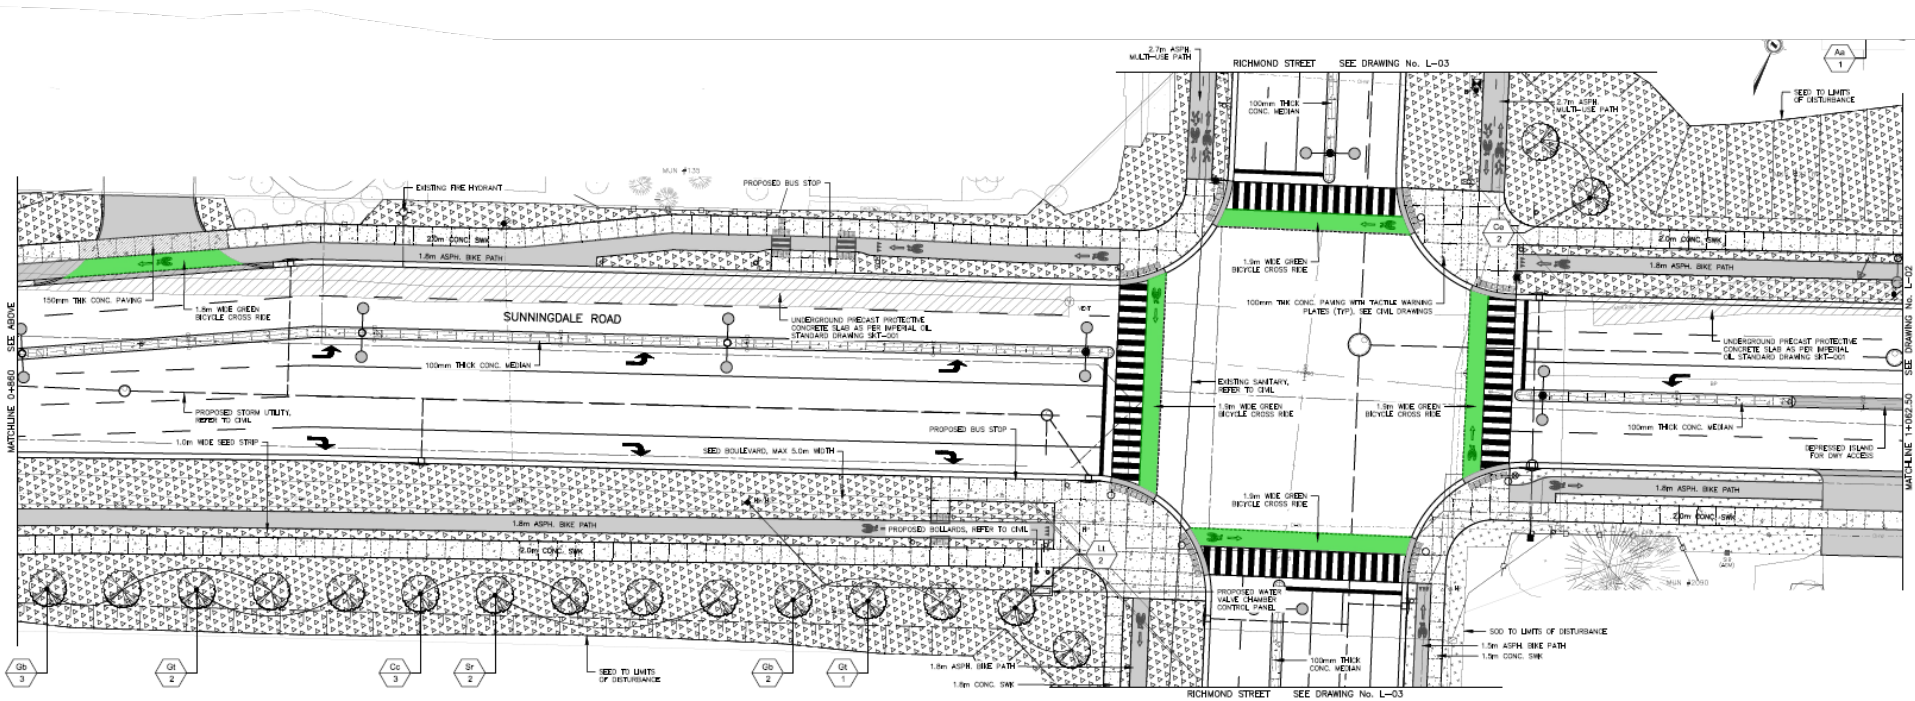 2.7m ASPH.
MULTI-USE PATH
RICHMOND STREET SEE DRAWING No. L-03
Aa
1
100mm THICK
CONC. MEDIAN
2.7m ASPH.
MULTI-USE PATH
SEED TO LIMITS
OF DISTURBANCE
EXISTING FIRE HYDRANT
PROPOSED BUS STOP
2.0m CONC. SWK
1.8m ASPH. BIKE PATH
Ce
2
2.0m CONC. SWK
1.8m ASPH. BIKE PATH
150mm THK CONC. PAVING
1.8m WIDE GREEN
BICYCLE CROSS RIDE
SUNNINGDALE ROAD
UNDERGROUND PRECAST PROTECTIVE
CONCRETE SLAB AS PER IMPERIAL OIL
STANDARD DRAWING SKT-001
1.9m WIDE GREEN
BICYCLE CROSS RIDE
100mm THK CONC. PAVING WITH TACTILE WARNING
PLATES (TYP). SEE CIVIL DRAWINGS
UNDERGROUND PRECAST PROTECTIVE
CONCRETE SLAB AS PER IMPERIAL
OIL STANDARD DRAWING SKT-001
MATCHLINE 0+860 SEE ABOVE
MATCHLINE 1+062.50 SEE DRAWING No. L-02
100mm THICK CONC. MEDIAN
EXISTING SANITARY,
REFER TO CIVIL
1.9m WIDE GREEN
BICYCLE CROSS RIDE
1.9m WIDE GREEN
BICYCLE CROSS RIDE
PROPOSED STORM UTILITY,
REFER TO CIVIL
1.0m WIDE SEED STRIP
SEED BOULEVARD, MAX 5.0m WIDTH
PROPOSED BUS STOP
100mm THICK CONC. MEDIAN
DEPRESSED ISLAND
FOR DWY ACCESS
1.9m WIDE GREEN
BICYCLE CROSS RIDE
1.8m ASPH. BIKE PATH
1.8m ASPH. BIKE PATH
PROPOSED BOLLARDS, REFER TO CIVIL
2.0m CONC. SWK
2.0m CONC. SWK
Lt
2
PROPOSED WATER
VALVE CHAMBER
CONTROL PANEL
SOD TO LIMITS OF DISTURBANCE
1.5m ASPH. BIKE PATH
1.5m CONC. SWK
Gb
3
Gt
2
Cc
3
Sr
2
Gb
2
Gt
1
SEED TO LIMITS
OF DISTURBANCE
1.8m ASPH. BIKE PATH
1.8m CONC. SWK
100mm THICK
CONC. MEDIAN
RICHMOND STREET SEE DRAWING No. L-03